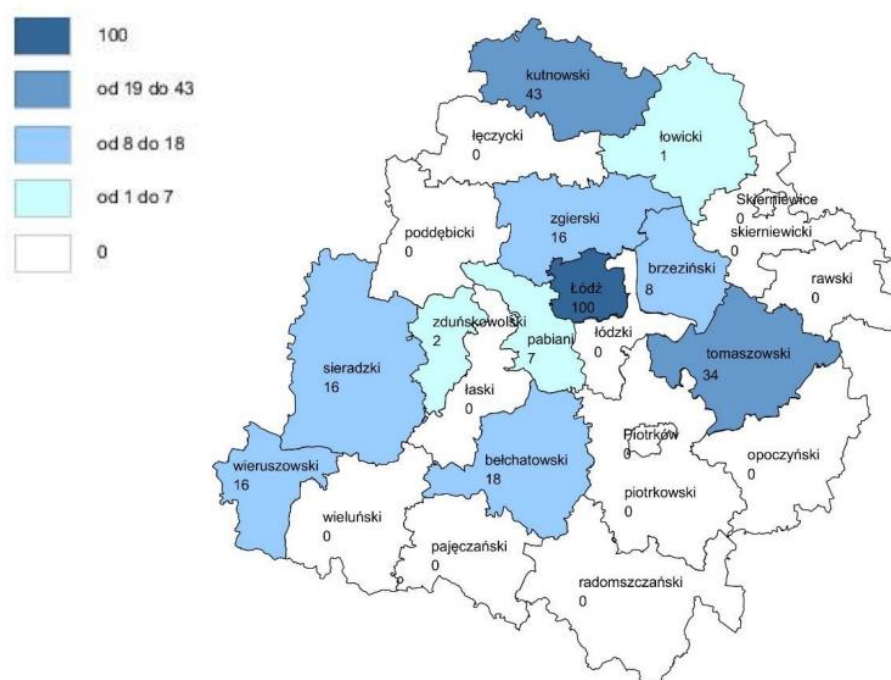 100
od 19 do 43
od 8 do 18
od 1 do 7
0
kutnowski
43
łęczycki
0
łowicki
1
Skierniewice
0
skierniewicki
0
zgierski
16
poddębicki
0
brzeziński
8
rawski
0
Łódź
100
zduńskowolski
2
pabiani
7
łódzki
0
tomaszowski
34
sieradzki
16
łaski
0
Piotrków
0
opoczyński
0
wieruszowski
16
bełchatowski
18
piotrkowski
0
wieluński
0
pajęczański
0
radomszczański
0